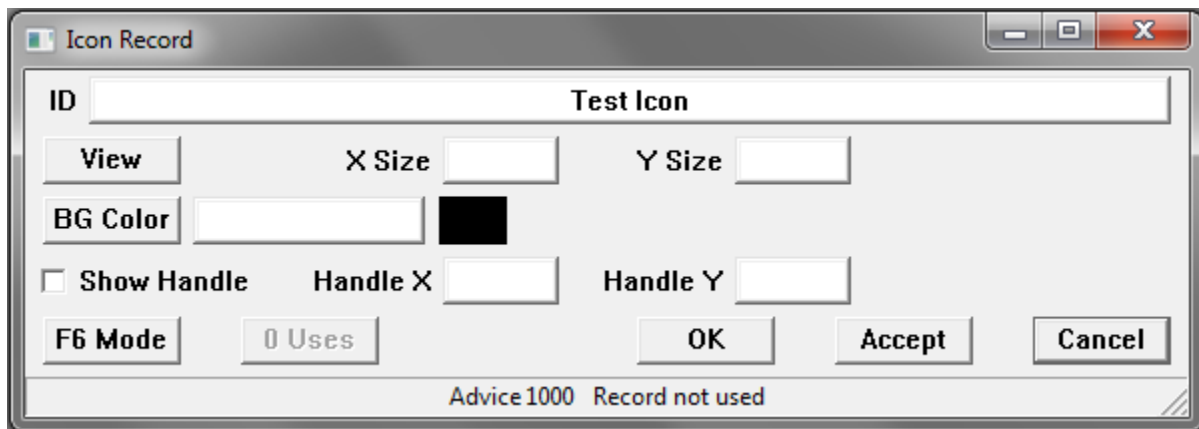 Icon Record
ID Test Icon
View X Size Y Size
BG Color
Show Handle Handle X Handle Y
F6 Mode 0 Uses OK Accept Cancel
Advice 1000 Record not used